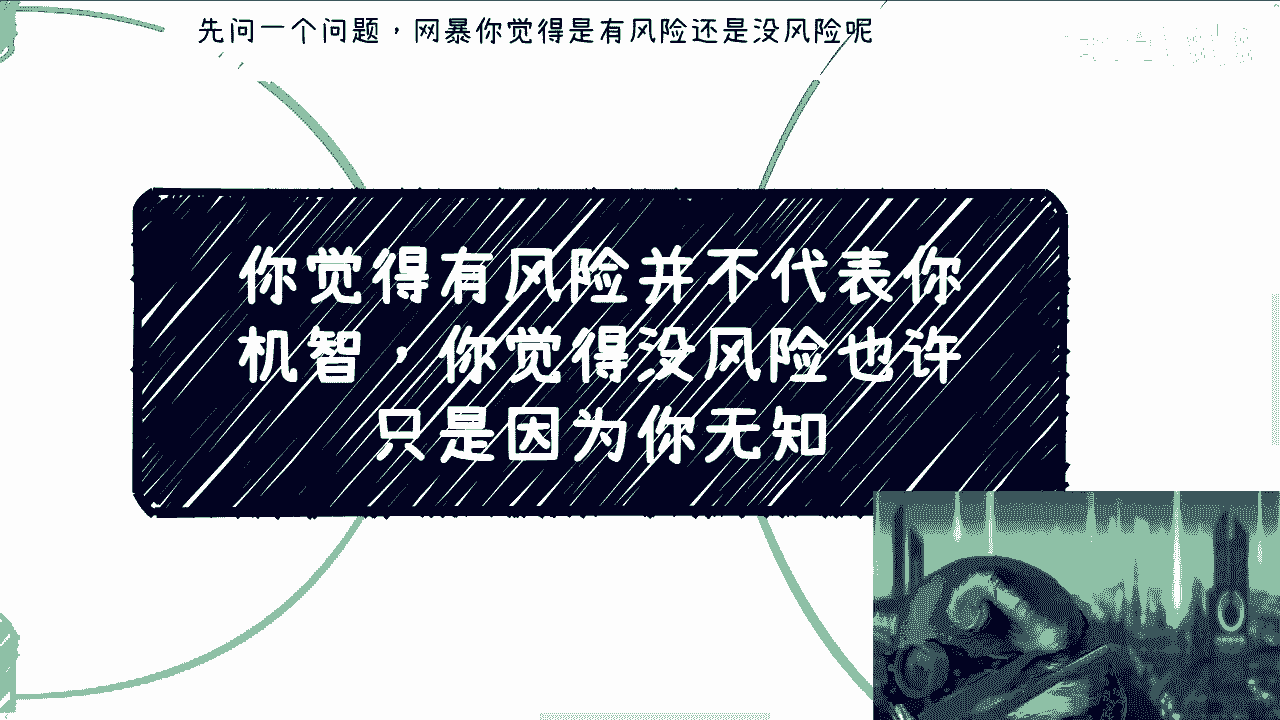 先问一个问题，网暴你觉得是有风险还是没风险呢
你觉得有风险并不代表你
机智，你觉得没风险也许
只是因为你无知